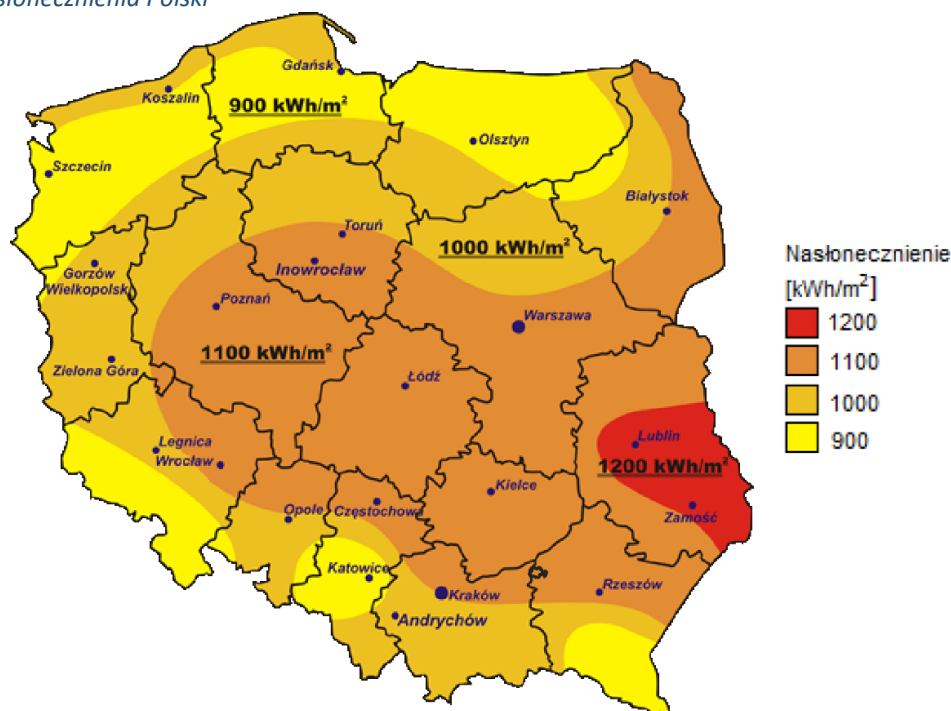 słonecznienia Polski
Gdańsk
Koszalin
900 kWh/m²
Olsztyn
Szczecin
Białystok
Toruń
1000 kWh/m²
Inowrocław
Gorzów
Wielkopolski
Poznań
Warszawa
1100 kWh/m²
Zielona Góra
Łódź
Legnica
Wrocław
Lublin
1200 kWh/m²
Kielce
Opole
Częstochowa
Zamość
Katowice
Rzeszów
Kraków
Andrychów
Nasłonecznienie
[kWh/m²]
1200
1100
1000
900